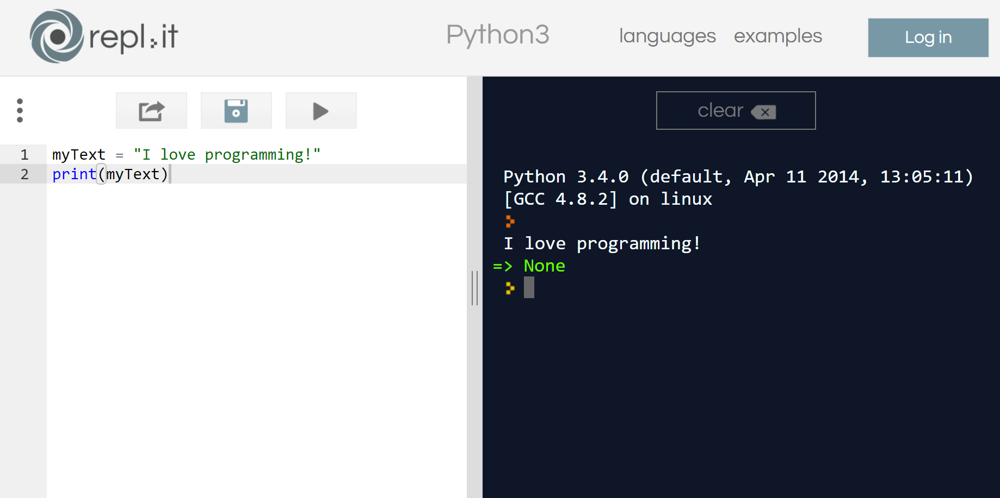 repl.it
Python3
languages
examples
Log in
clear
1 myText = "I love programming!"
2 print(myText)
Python 3.4.0 (default, Apr 11 2014, 13:05:11)
[GCC 4.8.2] on linux
I love programming!
=> None